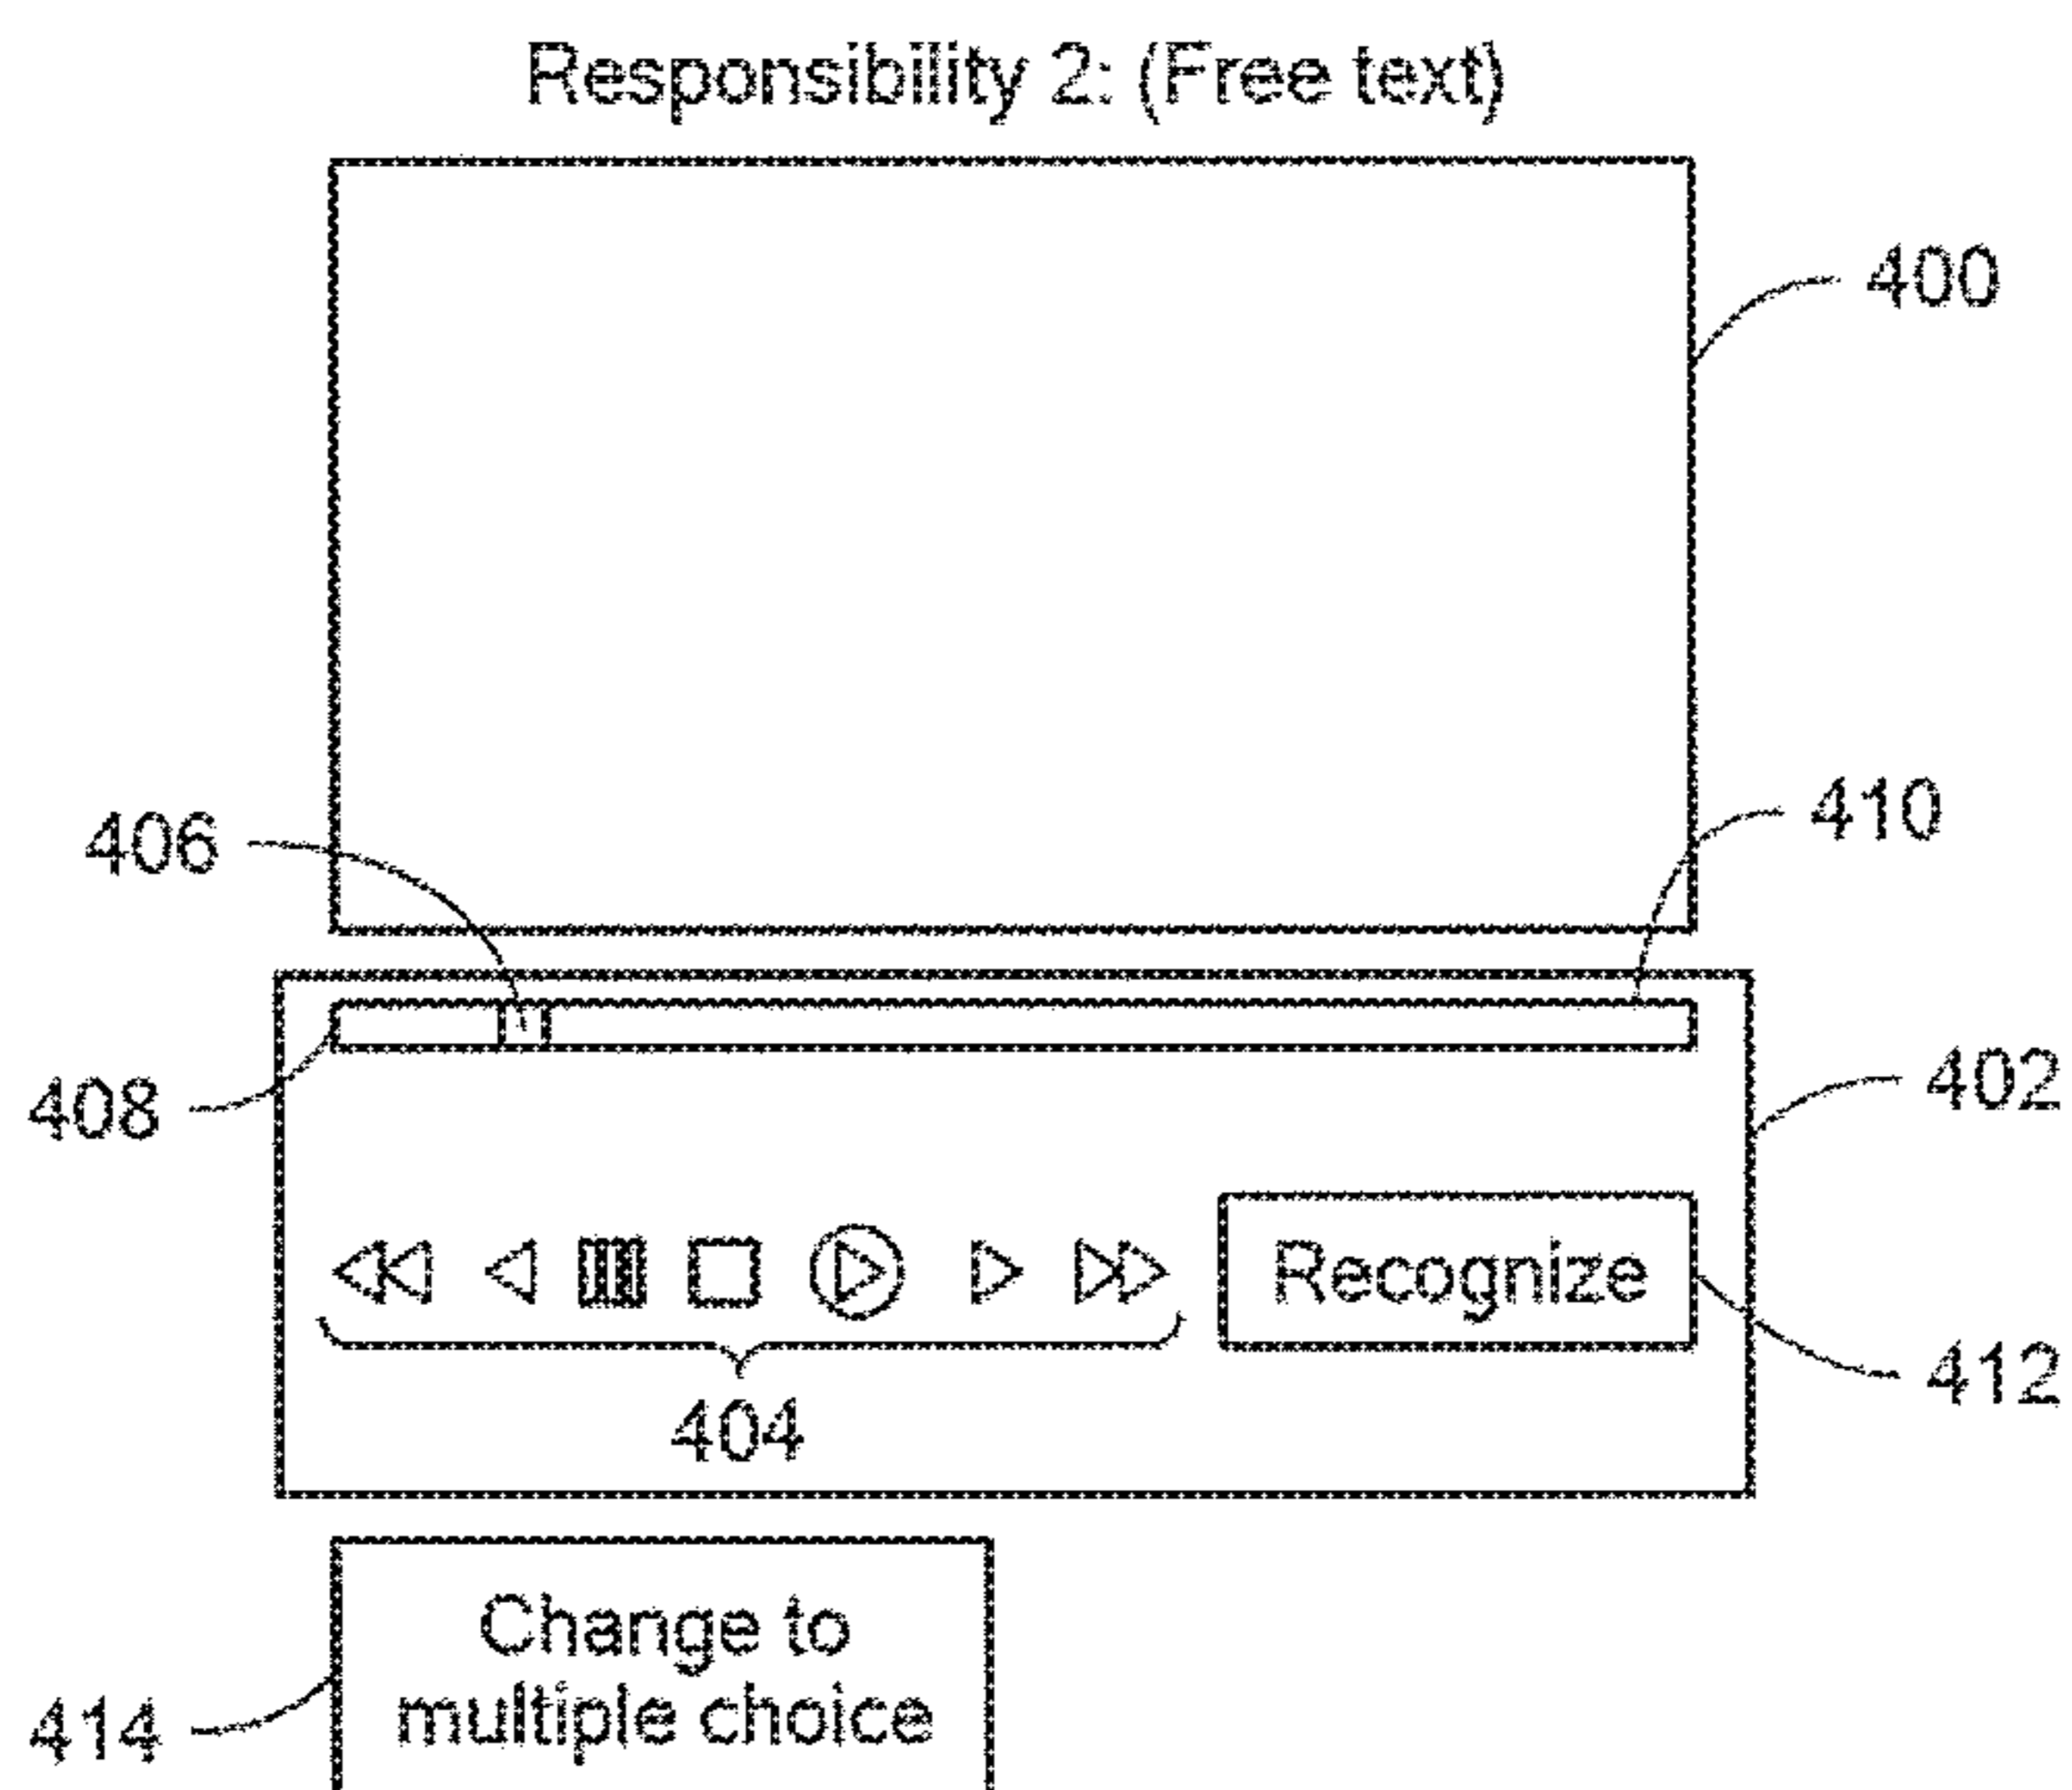 Responsibility 2: (Free text)
400
410
406
408
402
Recognize
412
404
Change to
multiple choice
414